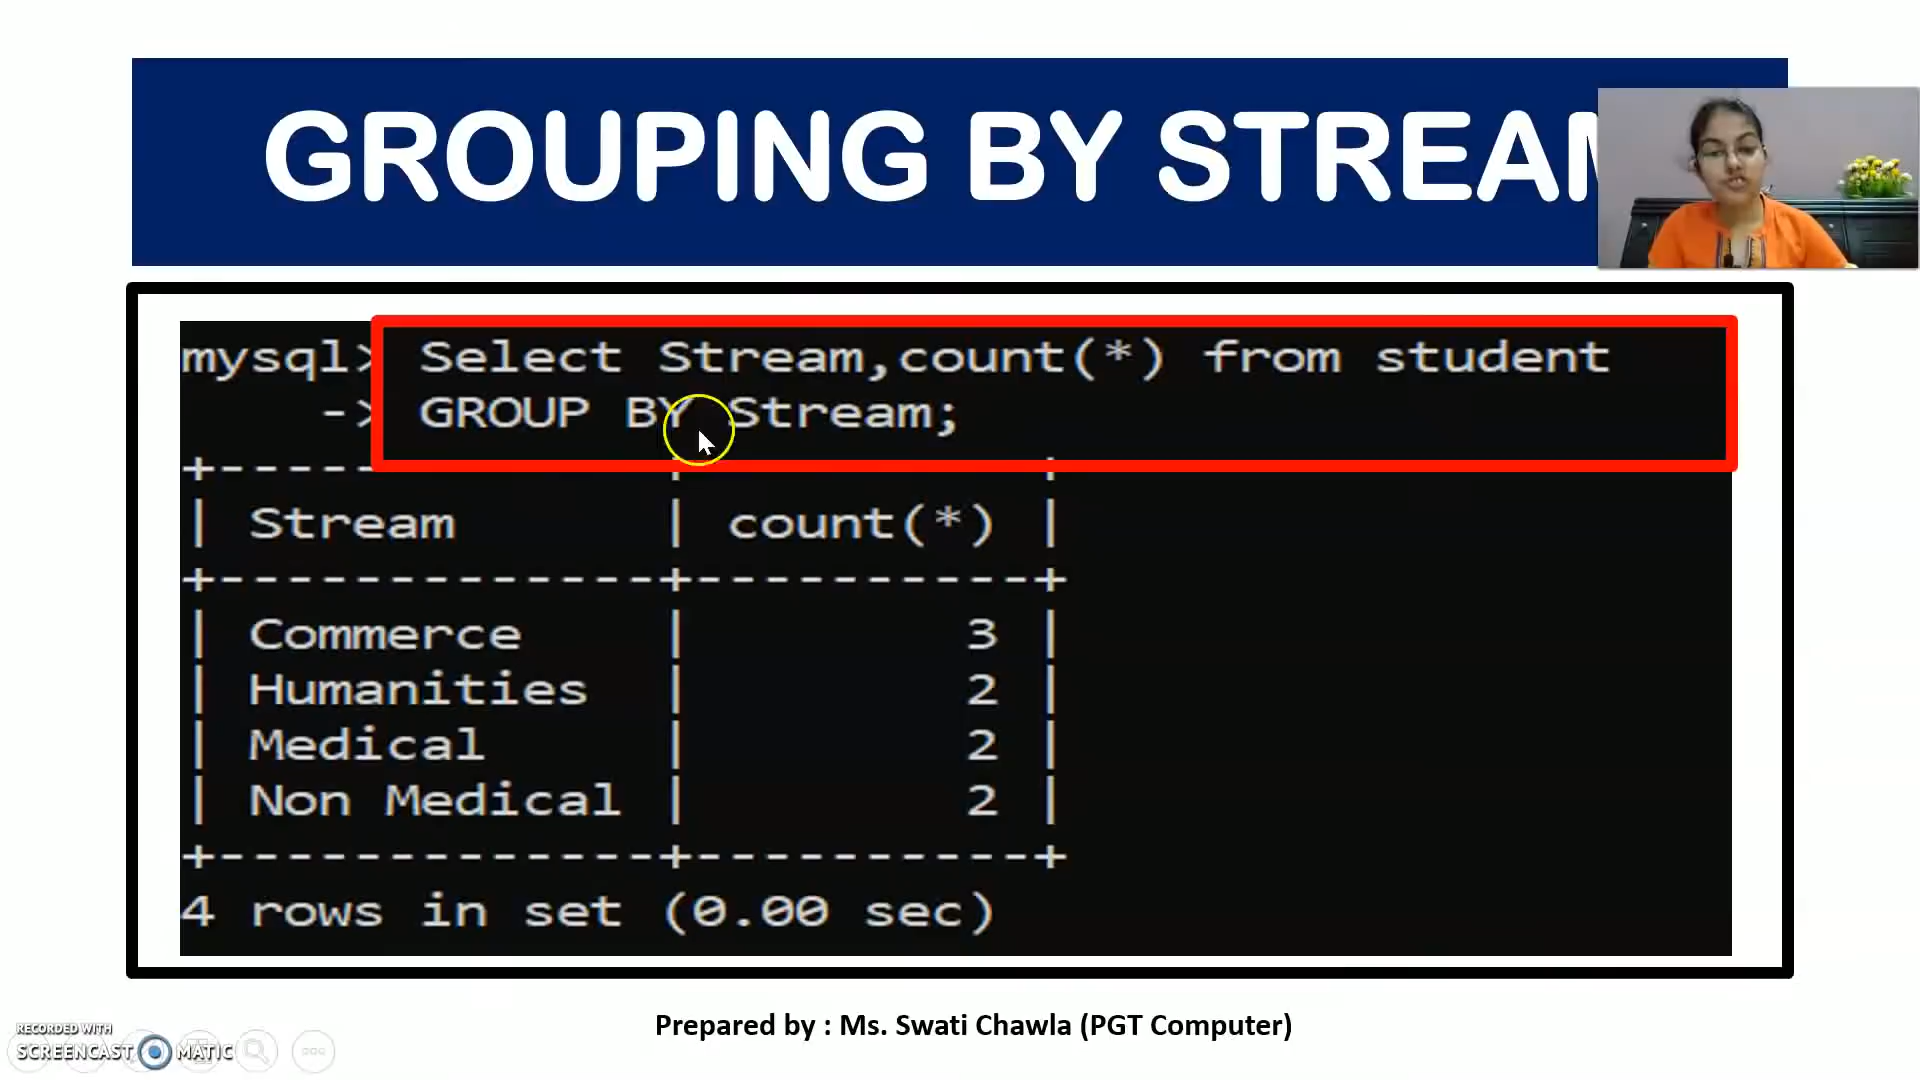 GROUPING BY STREAM
mysql> Select Stream,count(*) from student
-> GROUP BY Stream;
+-----
| Stream | count(*) |
+--------------+-----------+
| Commerce | 3 |
| Humanities | 2 |
| Medical | 2 |
| Non Medical | 2 |
+--------------+-----------+
4 rows in set (0.00 sec)
Prepared by : Ms. Swati Chawla (PGT Computer)
RECORDED WITH
SCREENCAST MATIC